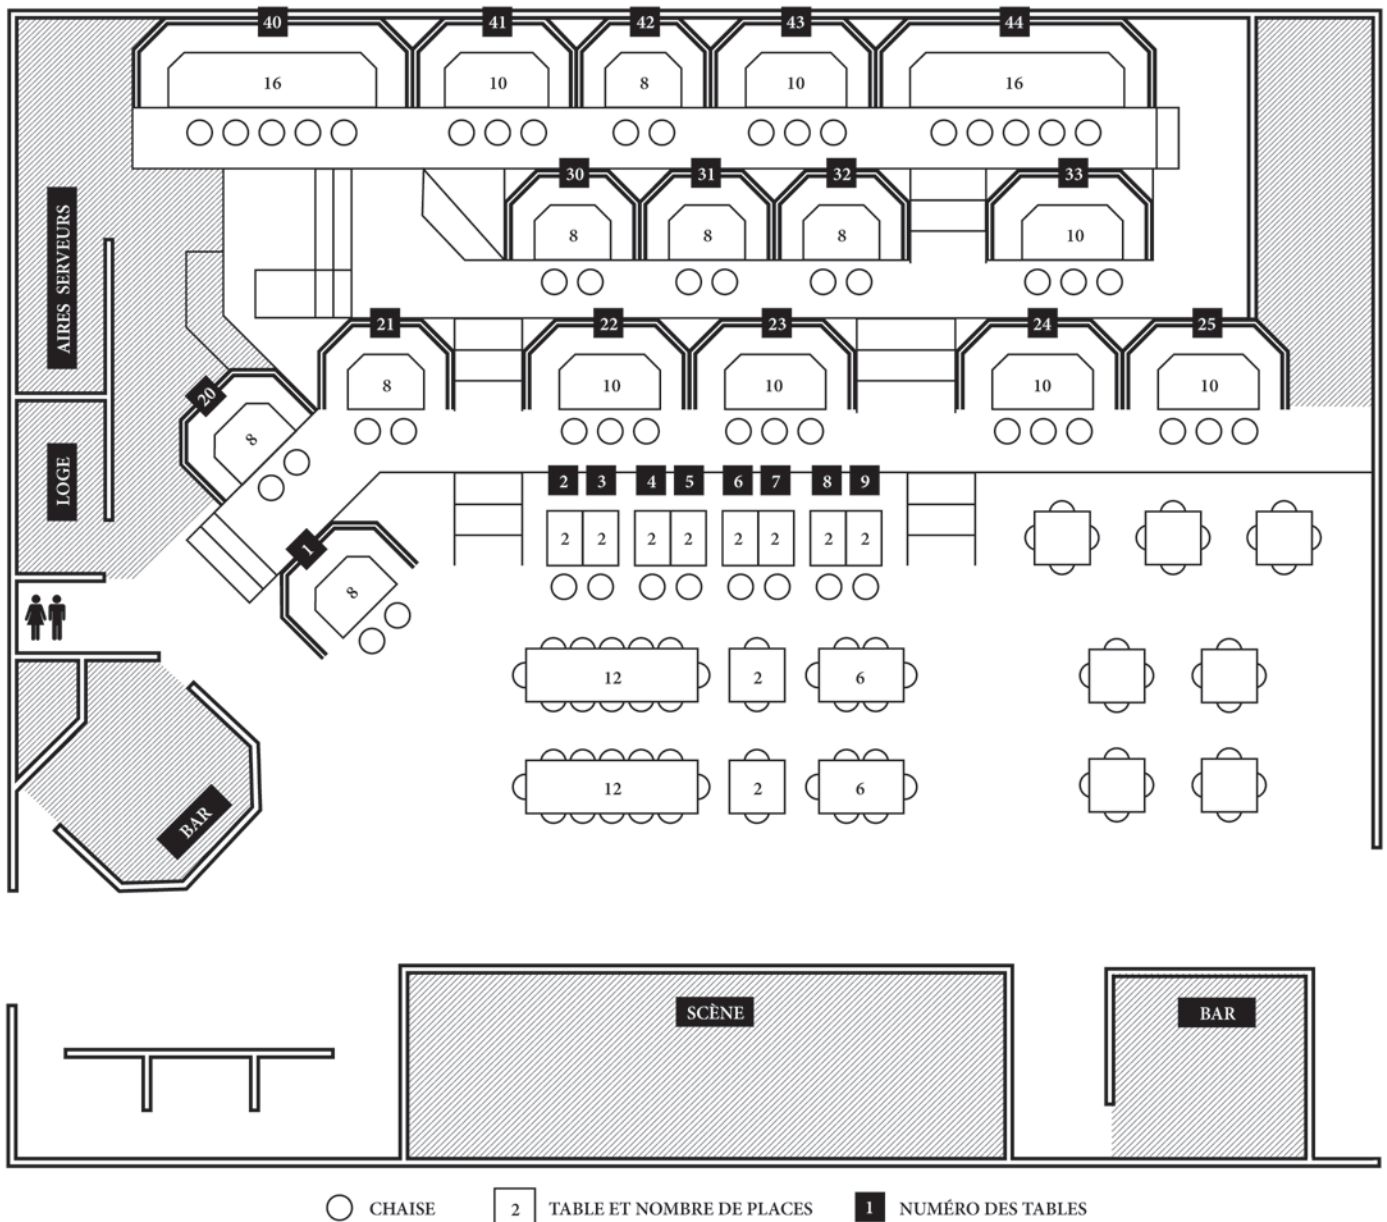 40 41 42 43 44
16 10 8 10 16
30 31 32 33
8 8 8 10
AIRES SERVEURS
21 22 23 24 25
8 10 10 10 10
20
8
LOGE
2 3 4 5 6 7 8 9
2 2 2 2 2 2 2 2
1
8
12 2 6
12 2 6
BAR
SCÈNE
BAR
CHAISE
2 TABLE ET NOMBRE DE PLACES
1 NUMÉRO DES TABLES